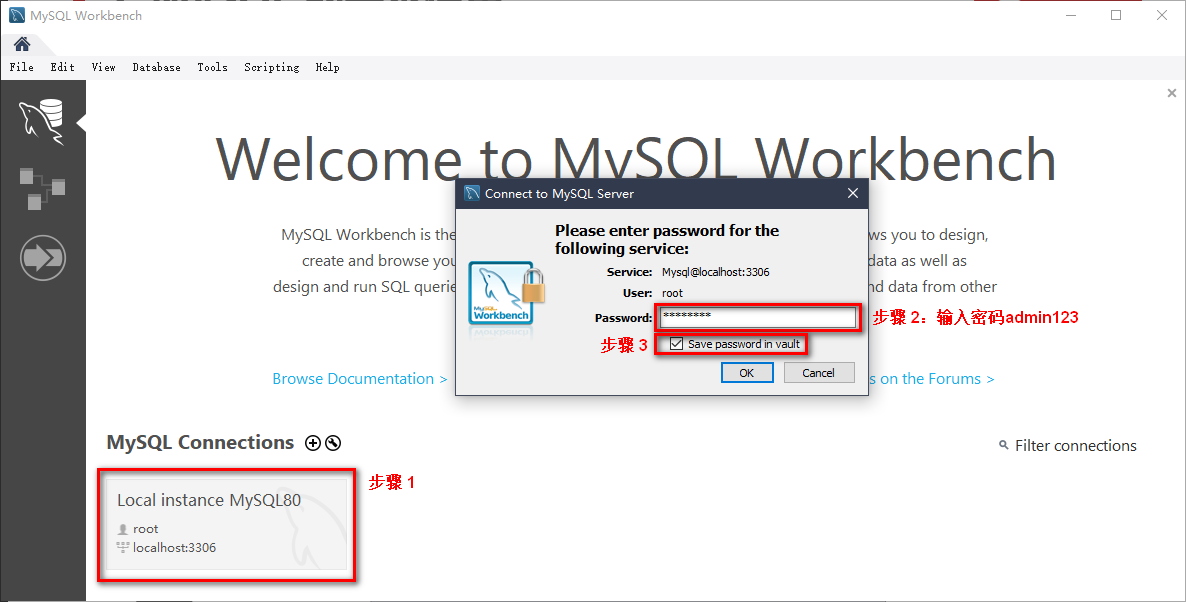 MySQL Workbench
File Edit View Database Tools Scripting Help
Welcome to MySQL Workbench
Connect to MySQL Server
MySQL Workbench is the
ws you to design,
create and browse you
data as well as
design and run SQL querie
nd data from other
Please enter password for the
following service:
Service: Mysql@localhost:3306
User: root
MySQL
Workbench
Password: ********
步骤 2：输入密码admin123
步骤 3
Save password in vault
OK Cancel
Browse Documentation >
s on the Forums >
MySQL Connections
Filter connections
步骤 1
Local instance MySQL80
root
localhost:3306